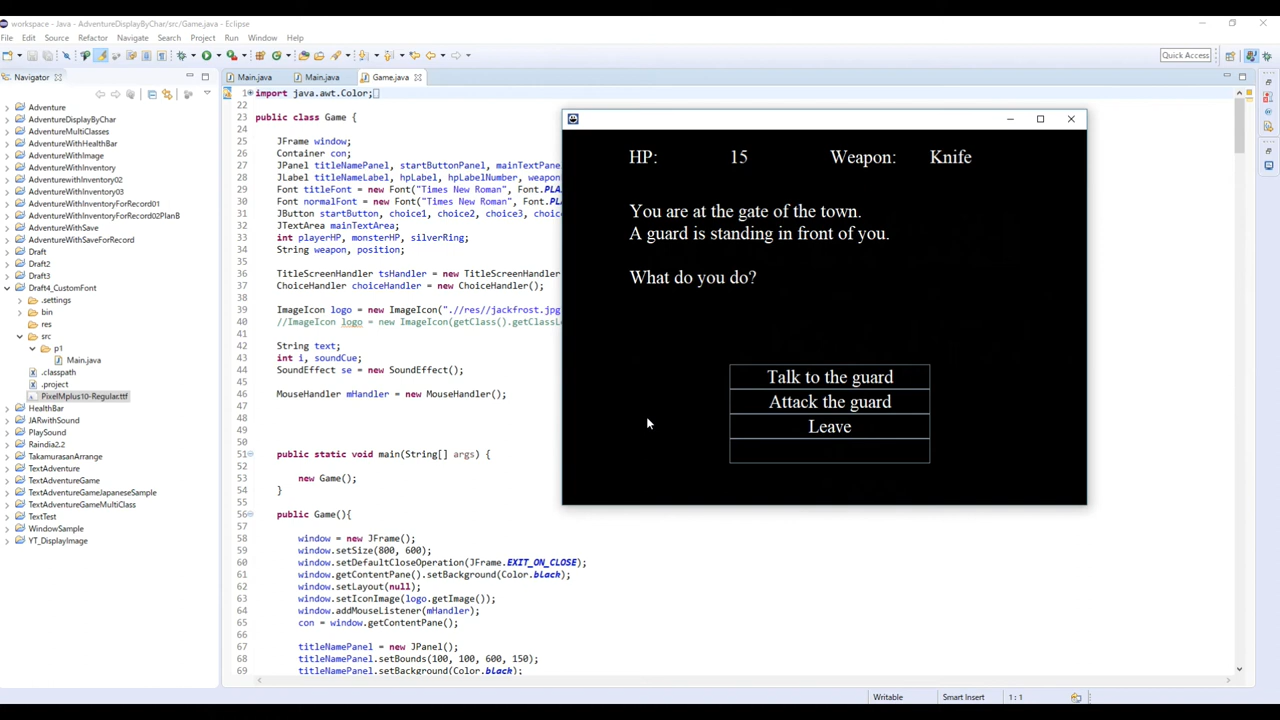 workspace - Java - AdventureDisplayByChar/src/Game.java - Eclipse
File Edit Source Refactor Navigate Search Project Run Window Help
Quick Access
Navigator
Adventure
AdventureDisplayByChar
AdventureMultiClasses
AdventureWithHealthBar
AdventureWithImage
AdventureWithInventory
AdventurewithInventory02
AdventureWithInventory03
AdventureWithInventoryForRecord01
AdventureWithInventoryForRecord02PlanB
AdventureWithSave
AdventureWithSaveForRecord
Draft
Draft2
Draft3
Draft4_CustomFont
.settings
bin
res
src
p1
Main.java
.classpath
.project
PixelMplus10-Regular.ttf
HealthBar
JARwithSound
PlaySound
Raindia2.2
TakamurasanArrange
TextAdventure
TextAdventureGame
TextAdventureGameJapaneseSample
TextAdventureGameMultiClass
TextTest
WindowSample
YT_DisplayImage
Main.java Main.java Game.java
1 import java.awt.Color;
22
23 public class Game {
24
25 JFrame window;
26 Container con;
27 JPanel titleNamePanel, startButtonPanel, mainTextPane
28 JLabel titleNameLabel, hpLabel, hpLabelNumber, weapon
29 Font titleFont = new Font("Times New Roman", Font.PLA
30 Font normalFont = new Font("Times New Roman", Font.PL
31 JButton startButton, choice1, choice2, choice3, choic
32 JTextArea mainTextArea;
33 int playerHP, monsterHP, silverRing;
34 String weapon, position;
35
36 TitleScreenHandler tsHandler = new TitleScreenHandler
37 ChoiceHandler choiceHandler = new ChoiceHandler();
38
39 ImageIcon logo = new ImageIcon(".//res//jackfrost.jpg
40 //ImageIcon logo = new ImageIcon(getClass().getClassL
41
42 String text;
43 int i, soundCue;
44 SoundEffect se = new SoundEffect();
45
46 MouseHandler mHandler = new MouseHandler();
47
48
49
50
51 public static void main(String[] args) {
52
53 new Game();
54 }
55
56 public Game(){
57
58 window = new JFrame();
59 window.setSize(800, 600);
60 window.setDefaultCloseOperation(JFrame.EXIT_ON_CLOSE);
61 window.getContentPane().setBackground(Color.black);
62 window.setLayout(null);
63 window.setIconImage(logo.getImage());
64 window.addMouseListener(mHandler);
65 con = window.getContentPane();
66
67 titleNamePanel = new JPanel();
68 titleNamePanel.setBounds(100, 100, 600, 150);
69 titleNamePanel.setBackground(Color.black);
HP: 15 Weapon: Knife
You are at the gate of the town.
A guard is standing in front of you.
What do you do?
Talk to the guard
Attack the guard
Leave
Writable Smart Insert 1 : 1